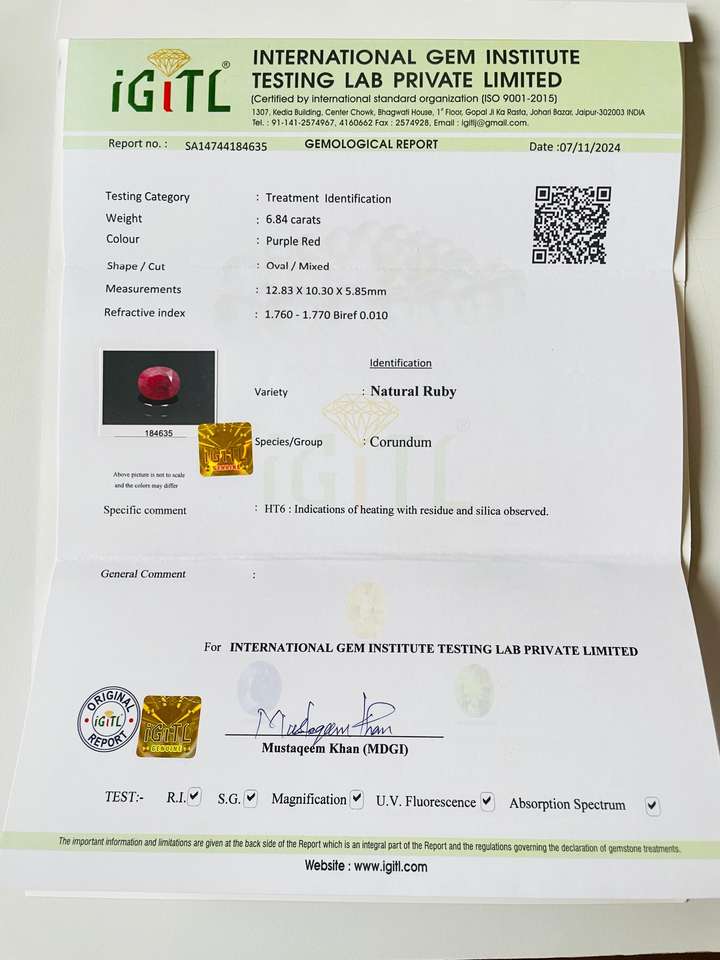 iGiTL®
INTERNATIONAL GEM INSTITUTE
TESTING LAB PRIVATE LIMITED
(Certified by international standard organization (ISO 9001-2015)
1307, Kedia Building, Center Chowk, Bhagwati House, 1st Floor, Gopal Ji Ka Rasta, Johari Bazar, Jaipur-302003 INDIA
Tel. : 91-141-2574967, 4160662 Fax : 2574928, Email : igitlj@gmail.com.
Report no. : SA14744184635 GEMOLOGICAL REPORT Date :07/11/2024
Testing Category : Treatment Identification
Weight : 6.84 carats
Colour : Purple Red
Shape / Cut : Oval / Mixed
Measurements : 12.83 X 10.30 X 5.85mm
Refractive index : 1.760 - 1.770 Biref 0.010
Identification
Variety : Natural Ruby
184635
iGiTL
GENUINE
Species/Group : Corundum
iGiTL®
Above picture is not to scale
and the colors may differ
Specific comment : HT6 : Indications of heating with residue and silica observed.
General Comment :
For INTERNATIONAL GEM INSTITUTE TESTING LAB PRIVATE LIMITED
ORIGINAL
iGiTL
REPORT
iGiTL
GENUINE
Mustaqeem Khan
Mustaqeem Khan (MDGI)
TEST:- R.I. S.G. Magnification U.V. Fluorescence Absorption Spectrum
The important information and limitations are given at the back side of the Report which is an integral part of the Report and the regulations governing the declaration of gemstone treatments.
Website : www.igitl.com